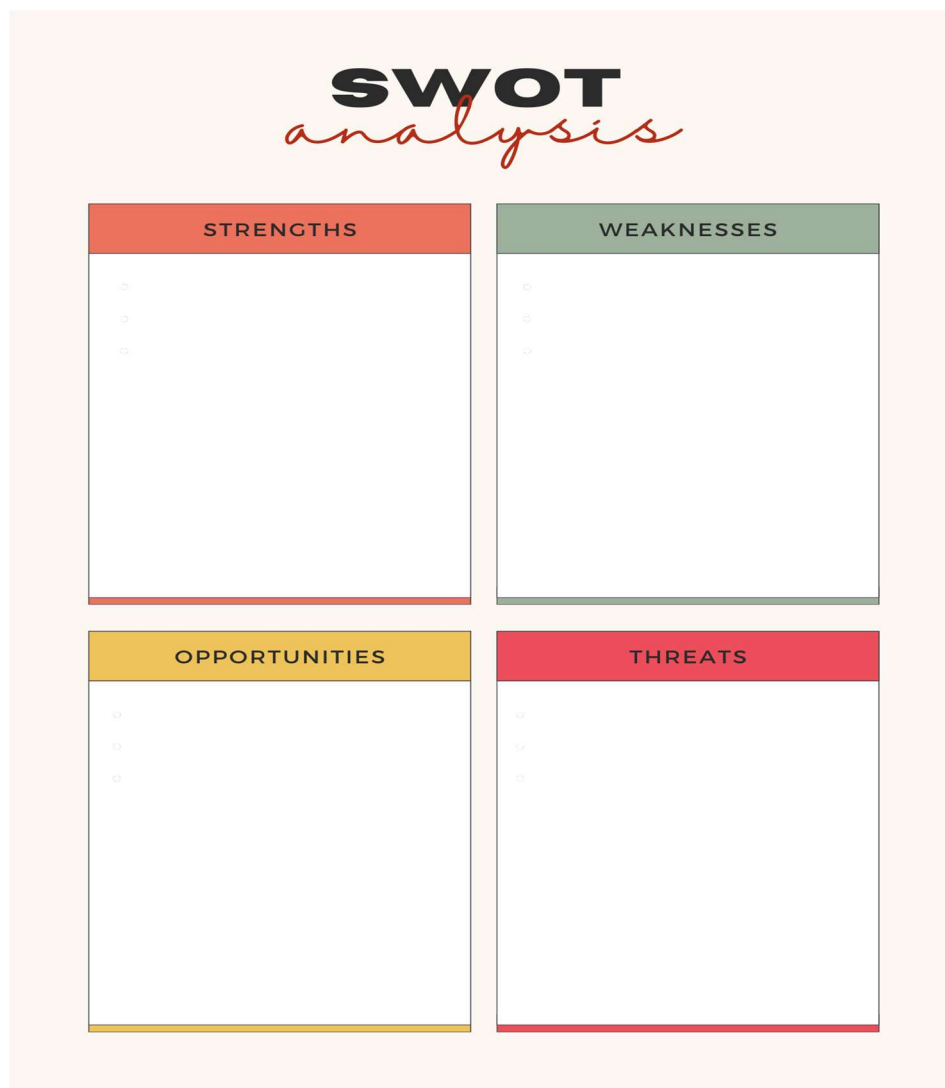 SWOT
analysis
STRENGTHS
WEAKNESSES
OPPORTUNITIES
THREATS